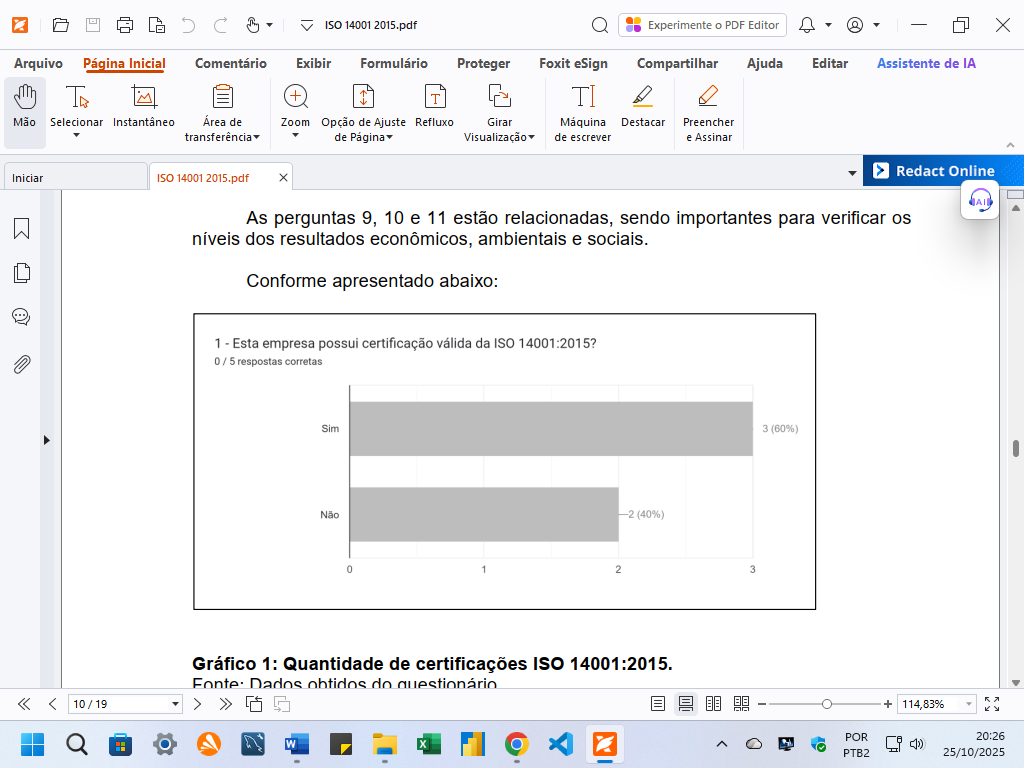 ISO 14001 2015.pdf
Experimente o PDF Editor
Arquivo Página Inicial Comentário Exibir Formulário Proteger Foxit eSign Compartilhar Ajuda Editar Assistente de IA
Mão
Selecionar
Instantâneo
Área de
transferência
Zoom
Opção de Ajuste
de Página
Refluxo
Girar
Visualização
Máquina
de escrever
Destacar
Preencher
e Assinar
Iniciar
ISO 14001 2015.pdf
Redact Online
AI
As perguntas 9, 10 e 11 estão relacionadas, sendo importantes para verificar os
níveis dos resultados econômicos, ambientais e sociais.
Conforme apresentado abaixo:
1 - Esta empresa possui certificação válida da ISO 14001:2015?
0 / 5 respostas corretas
Sim
3 (60%)
Não
2 (40%)
0 1 2 3
Gráfico 1: Quantidade de certificações ISO 14001:2015.
Fonte: Dados obtidos do questionário
10 / 19
114,83%
POR
PTB2
20:26
25/10/2025